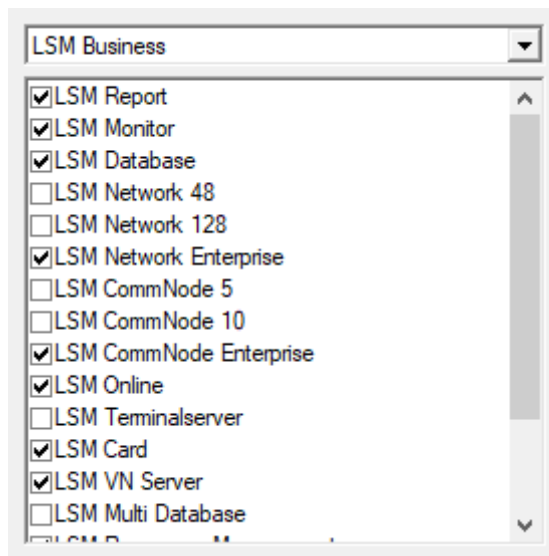 LSM Business
LSM Report
LSM Monitor
LSM Database
LSM Network 48
LSM Network 128
LSM Network Enterprise
LSM CommNode 5
LSM CommNode 10
LSM CommNode Enterprise
LSM Online
LSM Terminalserver
LSM Card
LSM VN Server
LSM Multi Database
LSM